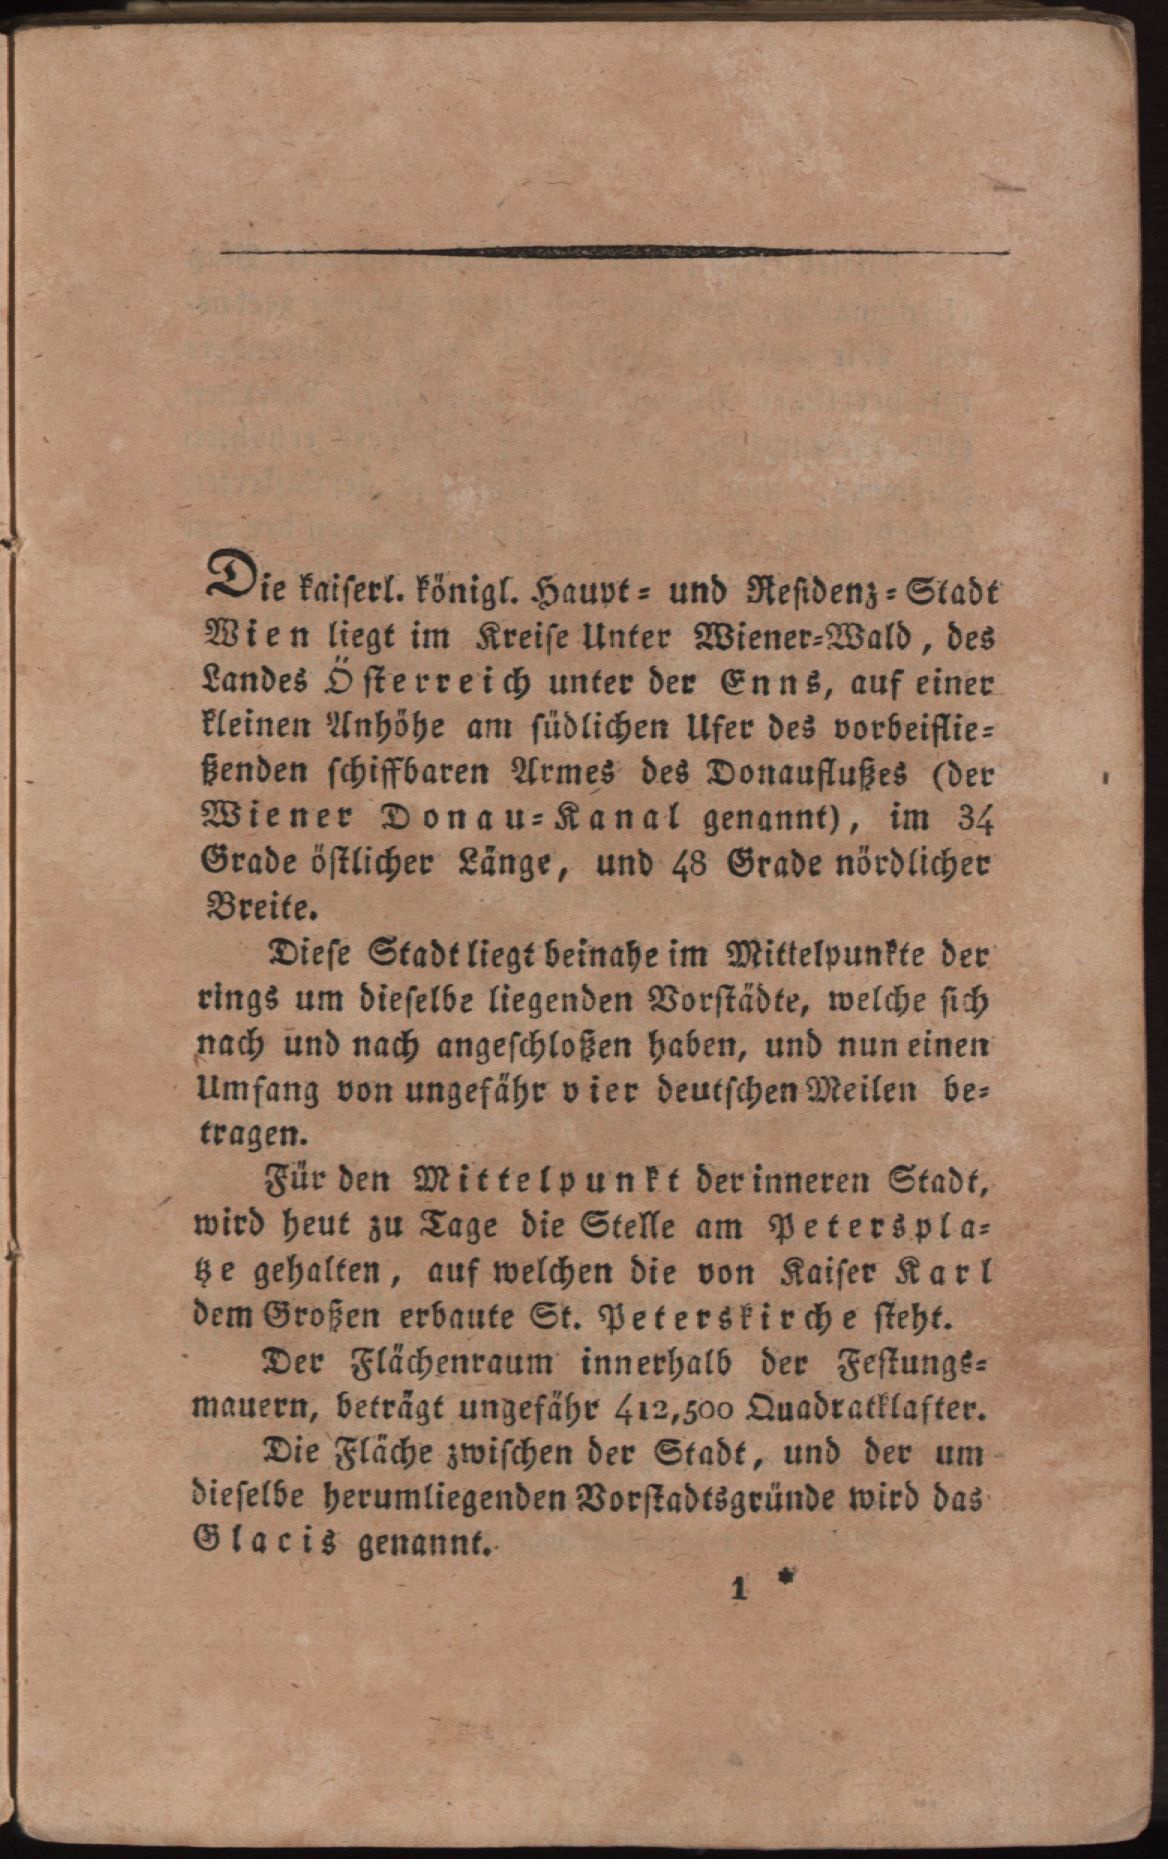 Die kaiserl. königl. Haupt- und Residenz-Stadt
Wien liegt im Kreise Unter Wiener-Wald, des
Landes Österreich unter der Enns, auf einer
kleinen Anhöhe am südlichen Ufer des vorbeiflie-
ßenden schiffbaren Armes des Donauflußes (der
Wiener Donau-Kanal genannt), im 34
Grade östlicher Länge, und 48 Grade nördlicher
Breite.
Diese Stadt liegt beinahe im Mittelpunkte der
rings um dieselbe liegenden Vorstädte, welche sich
nach und nach angeschloßen haben, und nun einen
Umfang von ungefähr vier deutschen Meilen be-
tragen.
Für den Mittelpunkt der inneren Stadt,
wird heut zu Tage die Stelle am Peterspla-
tze gehalten, auf welchen die von Kaiser Karl
dem Großen erbaute St. Peterskirche steht.
Der Flächenraum innerhalb der Festungs-
mauern, beträgt ungefähr 412,500 Quadratklafter.
Die Fläche zwischen der Stadt, und der um
dieselbe herumliegenden Vorstadtsgründe wird das
Glacis genannt.
1 *